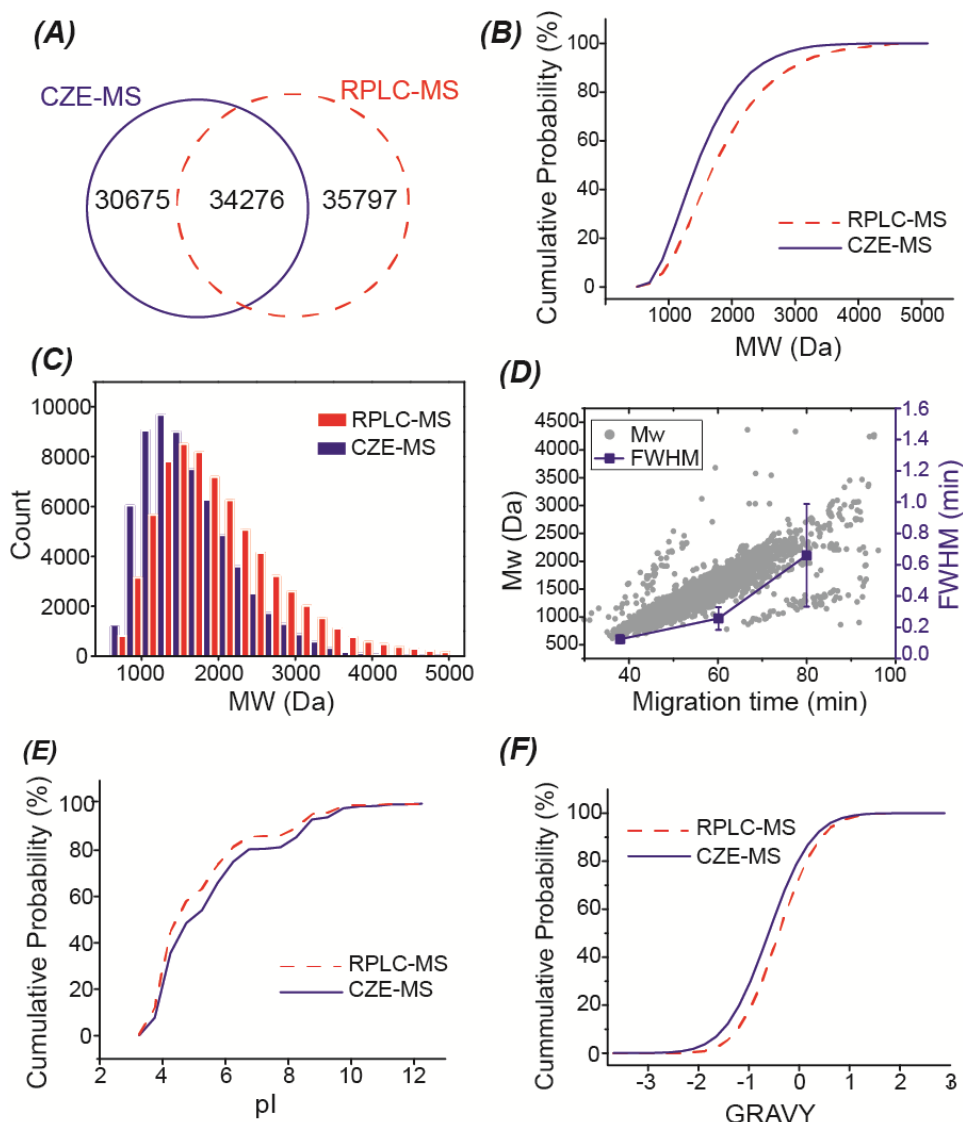 (A)
CZE-MS
RPLC-MS
30675
34276
35797
(B)
Cumulative Probability (%)
100
80
60
40
20
0
RPLC-MS
CZE-MS
1000 2000 3000 4000 5000
MW (Da)
(C)
Count
10000
8000
6000
4000
2000
0
RPLC-MS
CZE-MS
1000 2000 3000 4000 5000
MW (Da)
(D)
Mw (Da)
4500
4000
3500
3000
2500
2000
1500
1000
500
Mw
FWHM
1.6
1.4
1.2
1.0
0.8
0.6
0.4
0.2
0.0
FWHM (min)
40 60 80 100
Migration time (min)
(E)
Cumulative Probability (%)
100
80
60
40
20
0
RPLC-MS
CZE-MS
2 4 6 8 10 12
pI
(F)
Cummulative Probability (%)
100
80
60
40
20
0
RPLC-MS
CZE-MS
-3 -2 -1 0 1 2 3
GRAVY